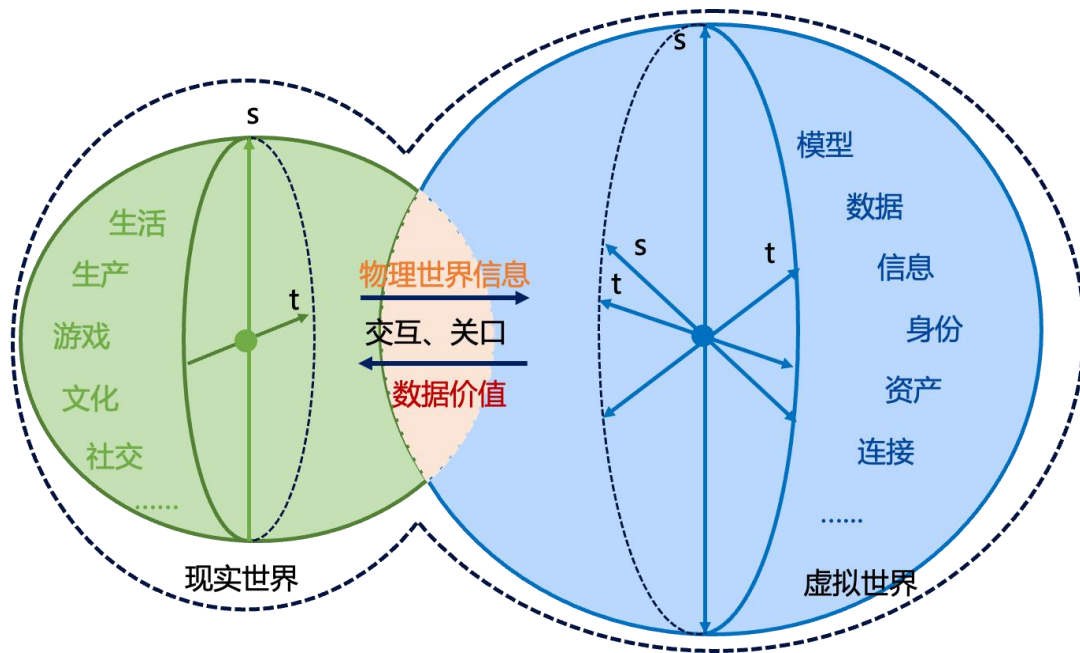 s
生活
生产
游戏
文化
社交
……
t
现实世界
物理世界信息
交互、关口
数据价值
s
s
t
t
模型
数据
信息
身份
资产
连接
……
虚拟世界